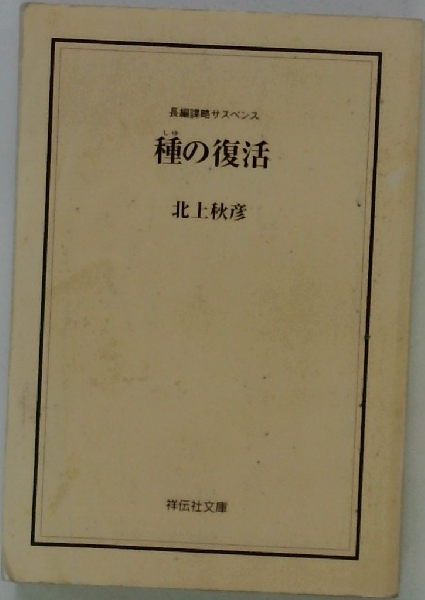 長編謀略サスペンス
しゅ
種の復活
北上秋彦
祥伝社文庫